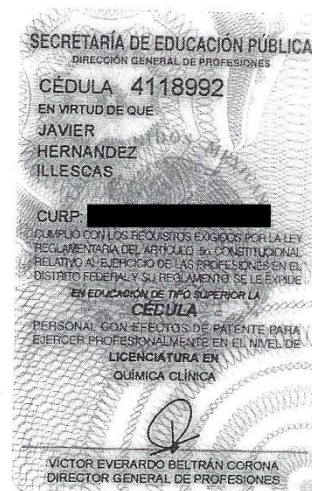 SECRETARÍA DE EDUCACIÓN PÚBLICA
DIRECCIÓN GENERAL DE PROFESIONES
CÉDULA 4118992
EN VIRTUD DE QUE
JAVIER
HERNANDEZ
ILLESCAS
CURP:
CUMPLIÓ CON LOS REQUISITOS EXIGIDOS POR LA LEY
REGLAMENTARIA DEL ARTÍCULO 5o. CONSTITUCIONAL
RELATIVO AL EJERCICIO DE LAS PROFESIONES EN EL
DISTRITO FEDERAL Y SU REGLAMENTO SE LE EXPIDE
EN EDUCACIÓN DE TIPO SUPERIOR LA
CÉDULA
PERSONAL CON EFECTOS DE PATENTE PARA
EJERCER PROFESIONALMENTE EN EL NIVEL DE
LICENCIATURA EN
QUÍMICA CLÍNICA
VICTOR EVERARDO BELTRÁN CORONA
DIRECTOR GENERAL DE PROFESIONES